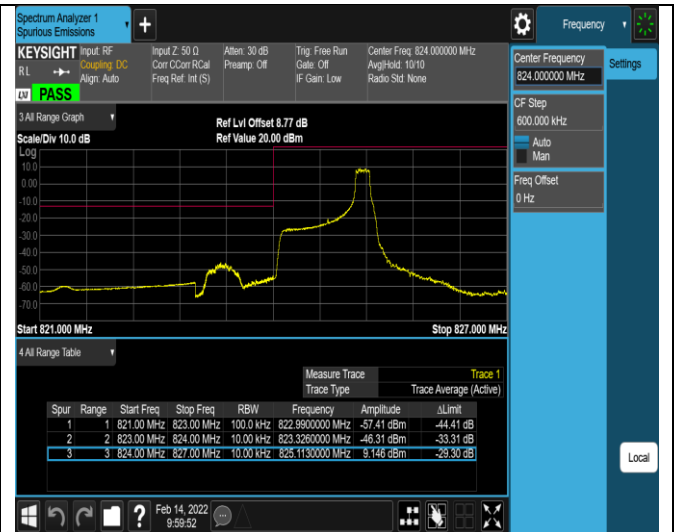 Spectrum Analyzer 1
Spurious Emissions
+
Frequency
KEYSIGHT
Input: RF
Input Z: 50 Ω
Atten: 30 dB
Trig: Free Run
Center Freq: 824.000000 MHz
Coupling: DC
Corr CCorr RCal
Preamp: Off
Gate: Off
Avg|Hold: 10/10
R L
Align: Auto
Freq Ref: Int (S)
IF Gain: Low
Radio Std: None
LXI
PASS
Center Frequency
824.000000 MHz
Settings
CF Step
600.000 kHz
Auto
Man
Freq Offset
0 Hz
3 All Range Graph
Ref Lvl Offset 8.77 dB
Scale/Div 10.0 dB
Ref Value 20.00 dBm
Log
10.0
0.00
-10.0
-20.0
-30.0
-40.0
-50.0
-60.0
-70.0
Start 821.000 MHz
Stop 827.000 MHz
4 All Range Table
Measure Trace Trace 1
Trace Type Trace Average (Active)
Spur Range Start Freq Stop Freq RBW Frequency Amplitude ΔLimit
1 1 821.00 MHz 823.00 MHz 100.0 kHz 822.9900000 MHz -57.41 dBm -44.41 dB
2 2 823.00 MHz 824.00 MHz 10.00 kHz 823.3260000 MHz -46.31 dBm -33.31 dB
3 3 824.00 MHz 827.00 MHz 10.00 kHz 825.1130000 MHz 9.146 dBm -29.30 dB
Local
?
Feb 14, 2022
9:59:52